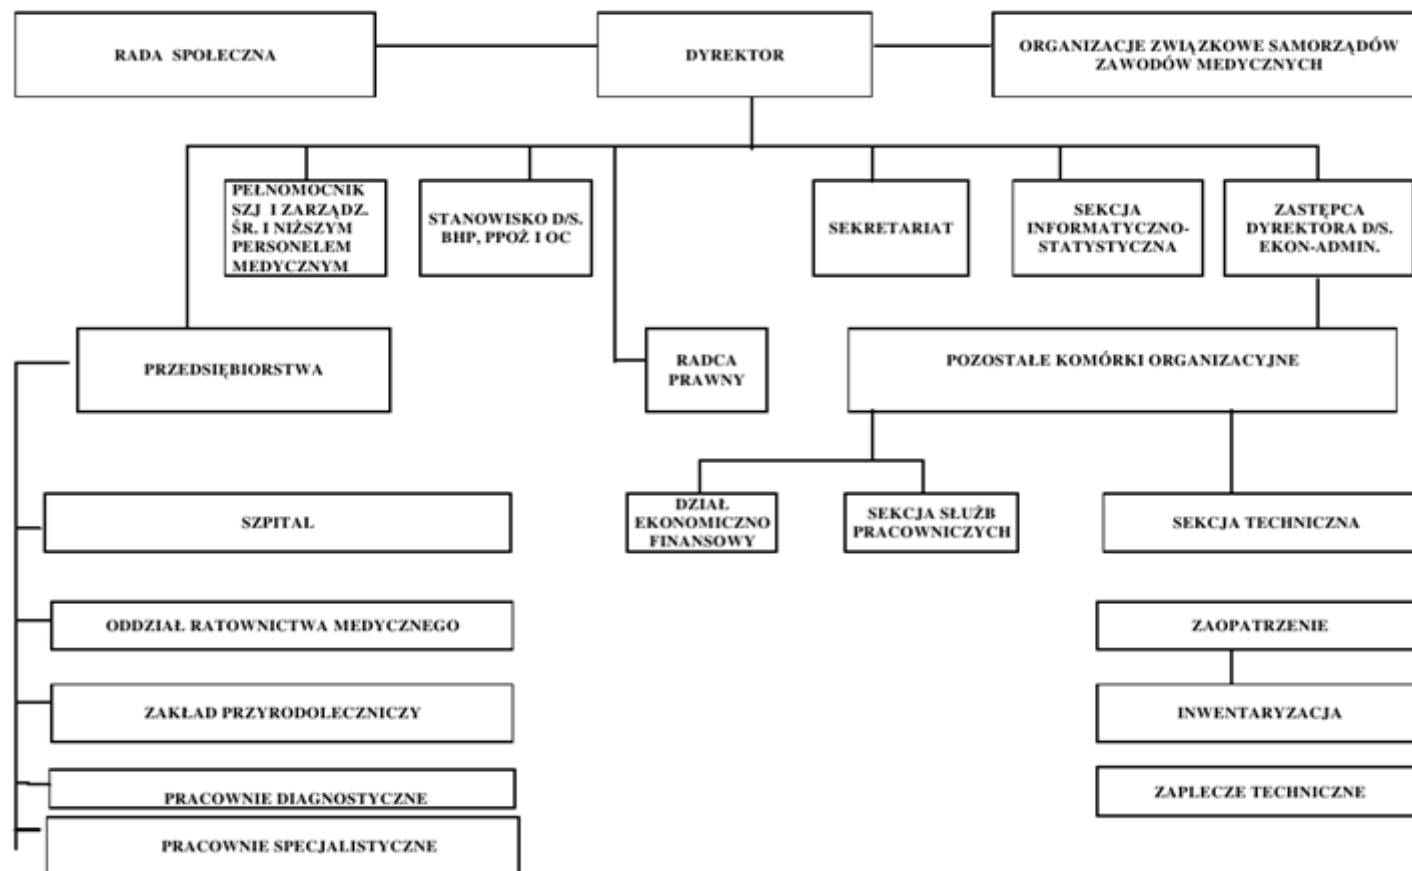 RADA SPOŁECZNA
DYREKTOR
ORGANIZACJE ZWIĄZKOWE SAMORZĄDÓW
ZAWODÓW MEDYCZNYCH
PEŁNOMOCNIK
SZJ I ZARZĄDZ.
ŚR. I NIŻSZYM
PERSONELEM
MEDYCZNYM
STANOWISKO D/S.
BHP, PPOŻ I OC
SEKRETARIAT
SEKCJA
INFORMATYCZNO-
STATYSTYCZNA
ZASTĘPCA
DYREKTORA D/S.
EKON-ADMIN.
PRZEDSIĘBIORSTWA
RADCA
PRAWNY
POZOSTAŁE KOMÓRKI ORGANIZACYJNE
SZPITAL
DZIAŁ
EKONOMICZNO
FINANSOWY
SEKCJA SŁUŻB
PRACOWNICZYCH
SEKCJA TECHNICZNA
ODDZIAŁ RATOWNICTWA MEDYCZNEGO
ZAOPATRZENIE
ZAKŁAD PRZYRODOLECZNICZY
INWENTARYZACJA
PRACOWNIE DIAGNOSTYCZNE
ZAPLECZE TECHNICZNE
PRACOWNIE SPECJALISTYCZNE